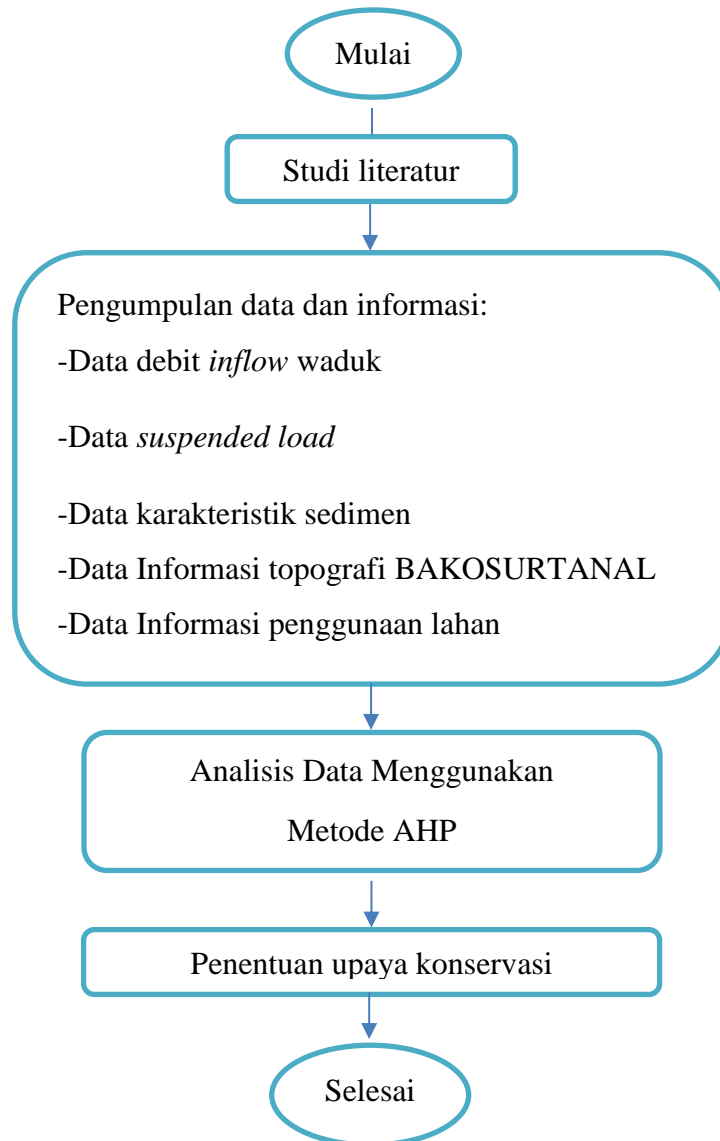 Mulai
Studi literatur
Pengumpulan data dan informasi:
-Data debit inflow waduk
-Data suspended load
-Data karakteristik sedimen
-Data Informasi topografi BAKOSURTANAL
-Data Informasi penggunaan lahan
Analisis Data Menggunakan
Metode AHP
Penentuan upaya konservasi
Selesai